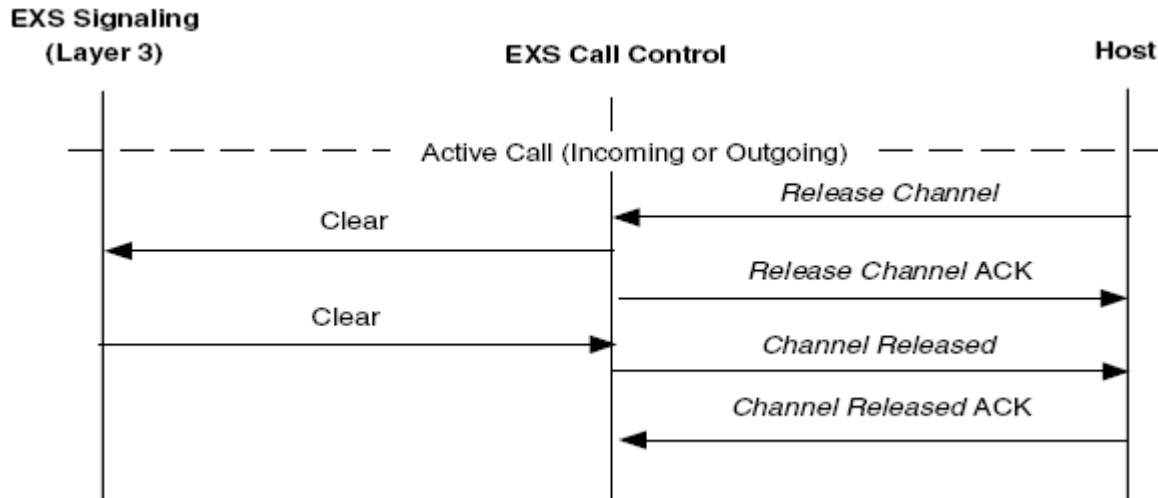 EXS Signaling
(Layer 3)
EXS Call Control
Host
Active Call (Incoming or Outgoing)
Release Channel
Clear
Release Channel ACK
Clear
Channel Released
Channel Released ACK